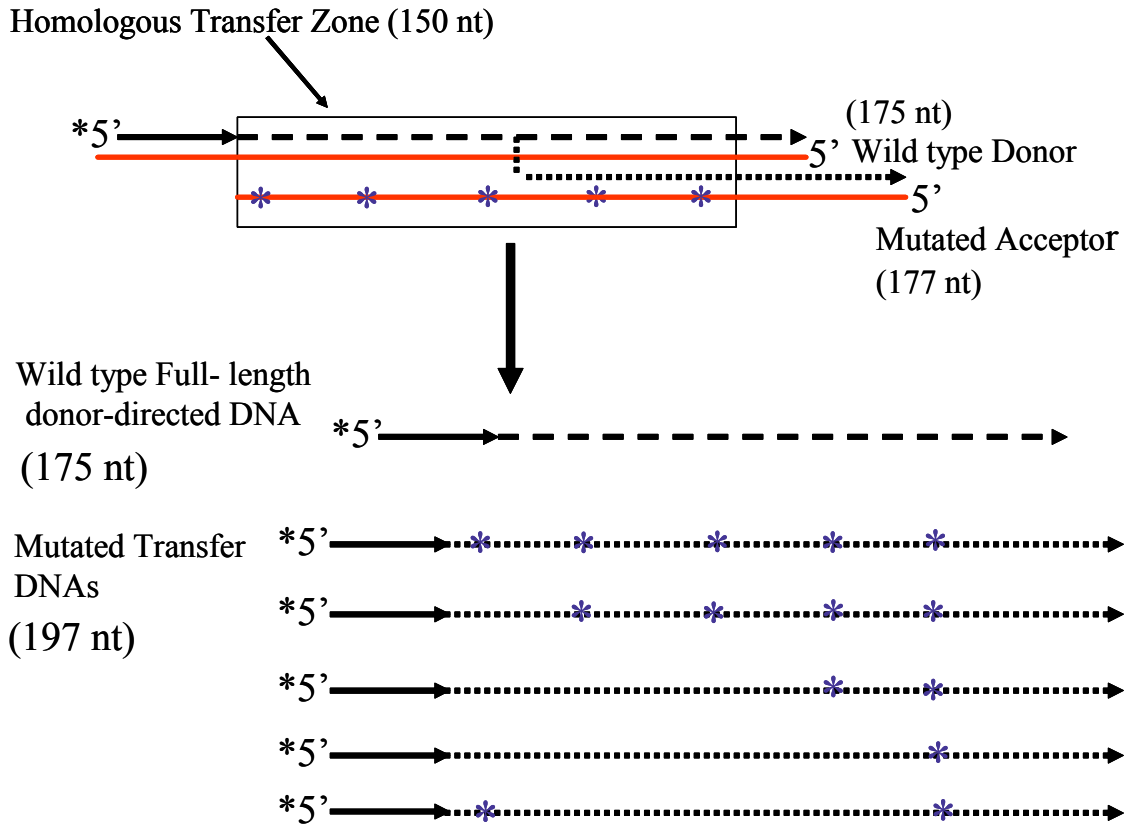 Homologous Transfer Zone (150 nt)
*5’
(175 nt)
5’ Wild type Donor
5’
Mutated Acceptor
(177 nt)
Wild type Full- length
donor-directed DNA
(175 nt)
*5’
Mutated Transfer
DNAs
(197 nt)
*5’
*5’
*5’
*5’
*5’